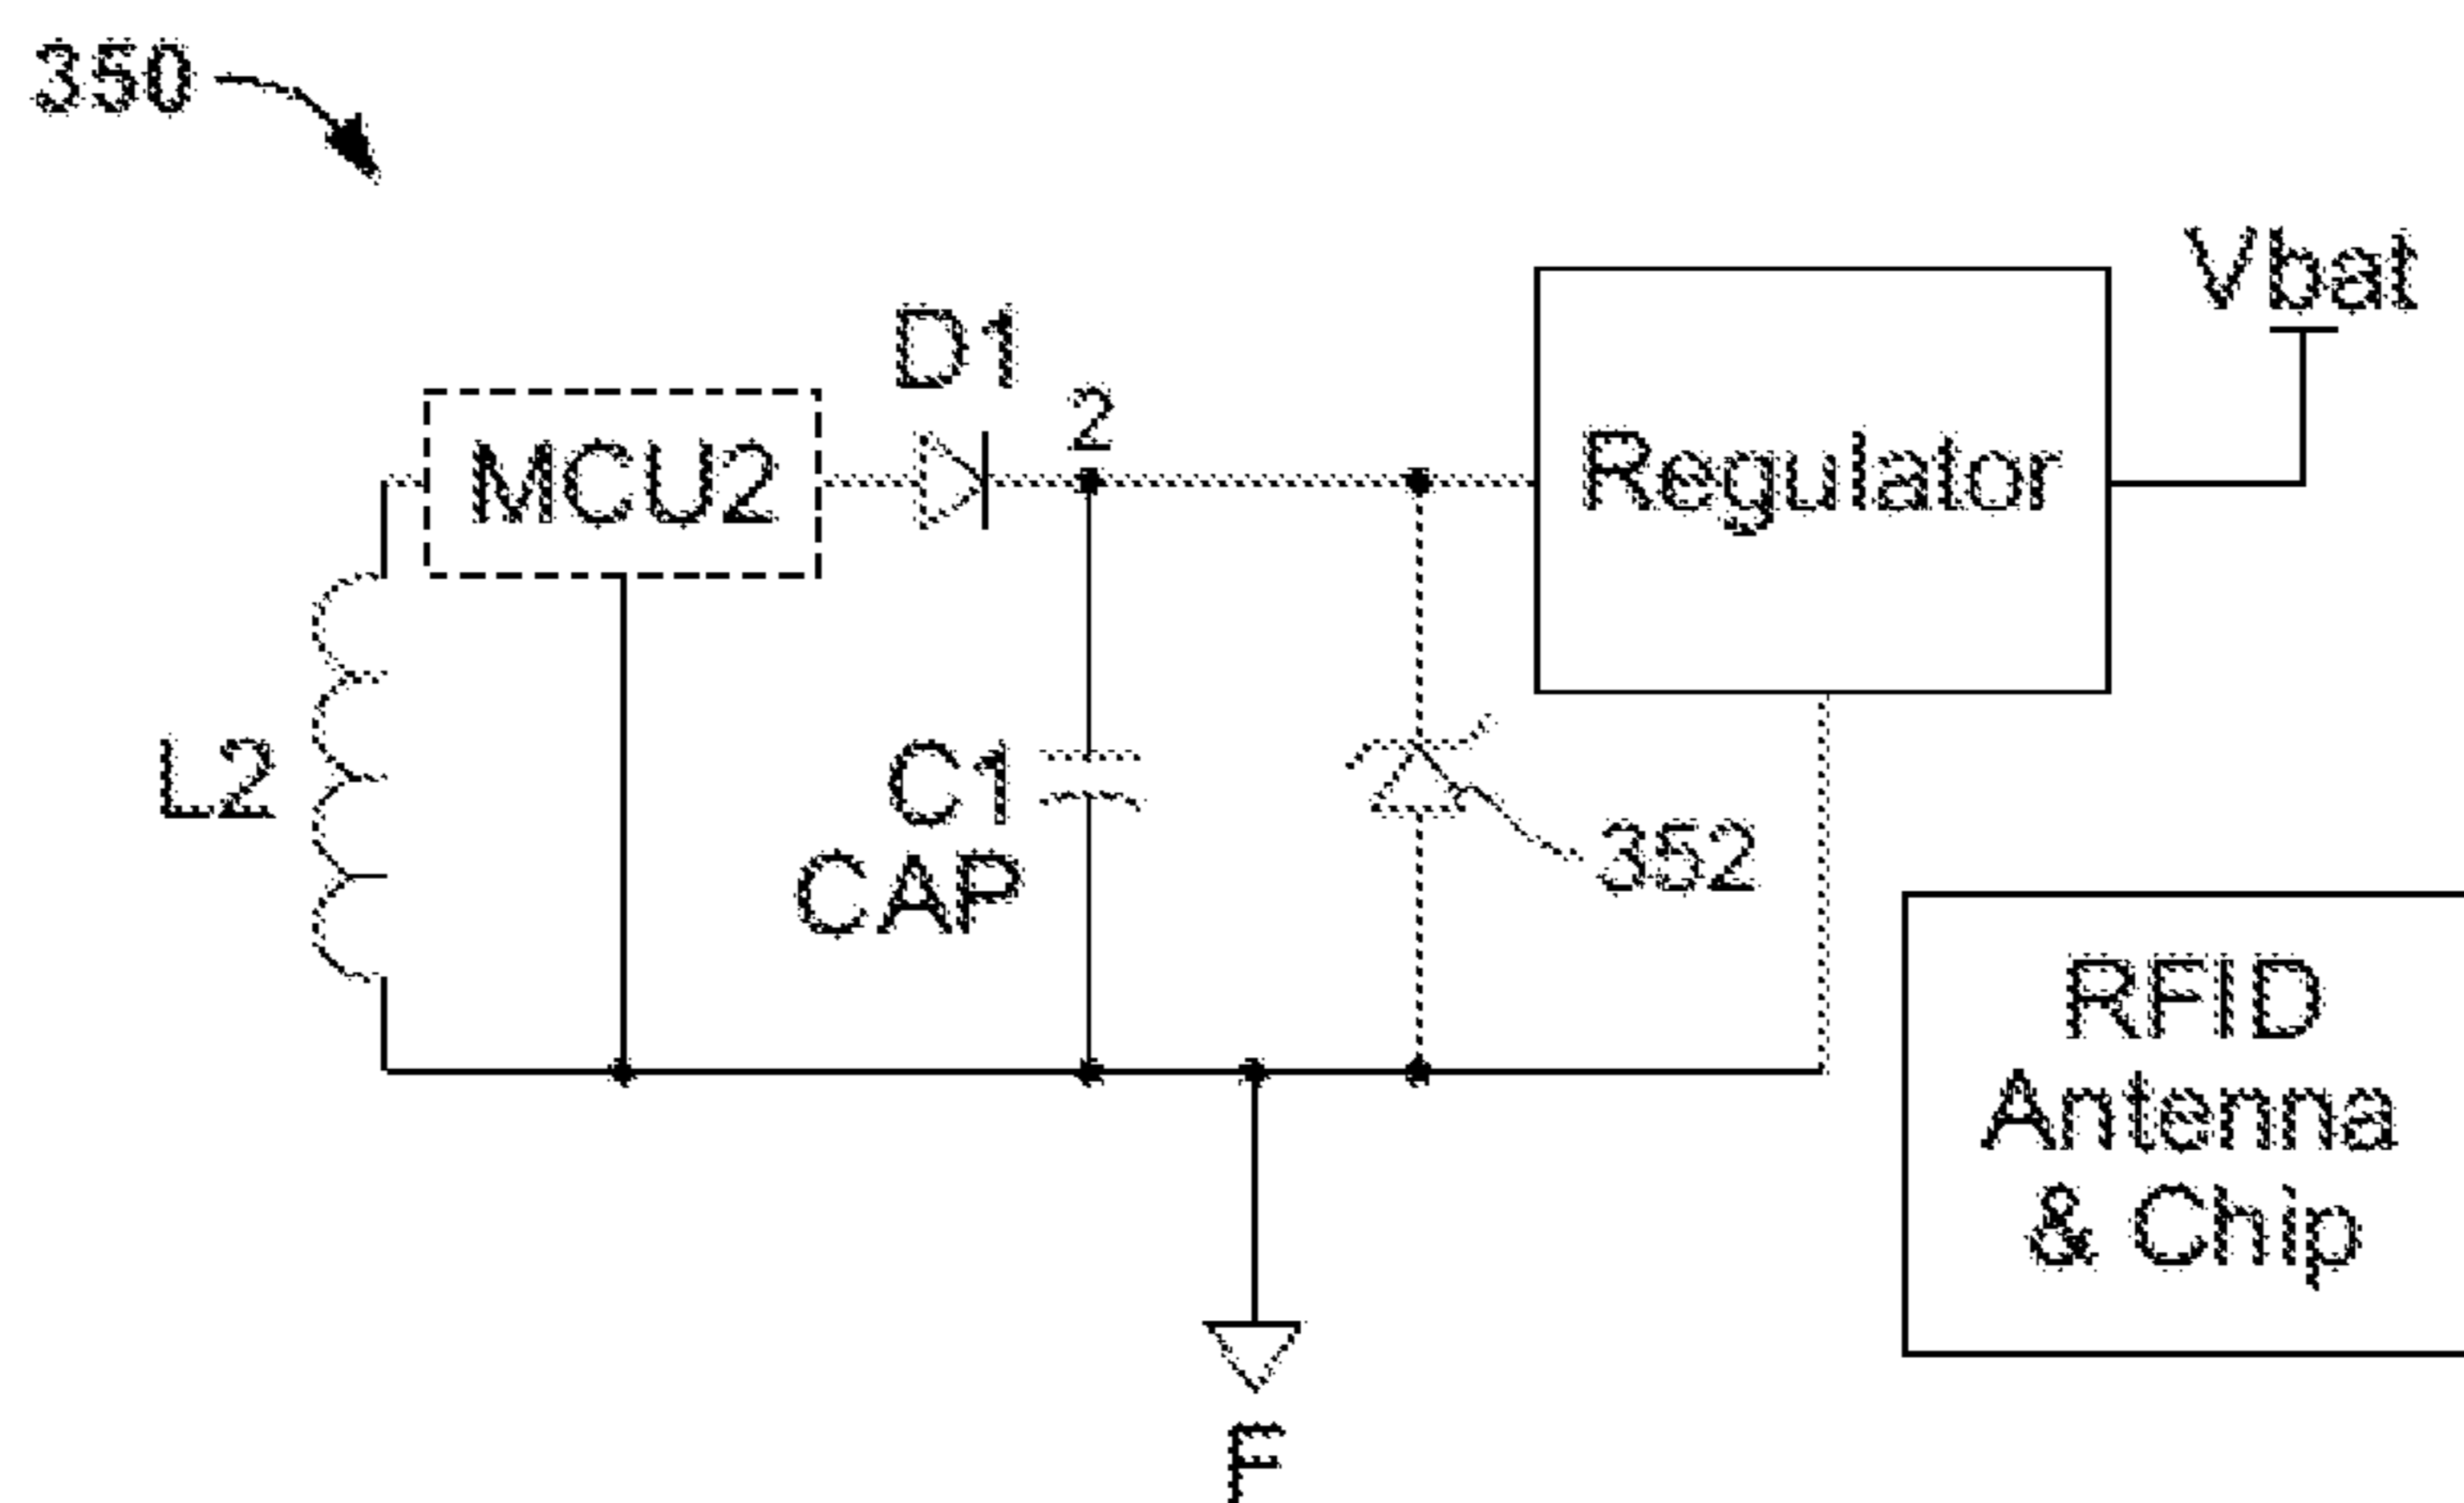 350
Vbat
D1
2
MCU2
Regulator
L2
C1
CAP
352
RFID
Antenna
& Chip
F